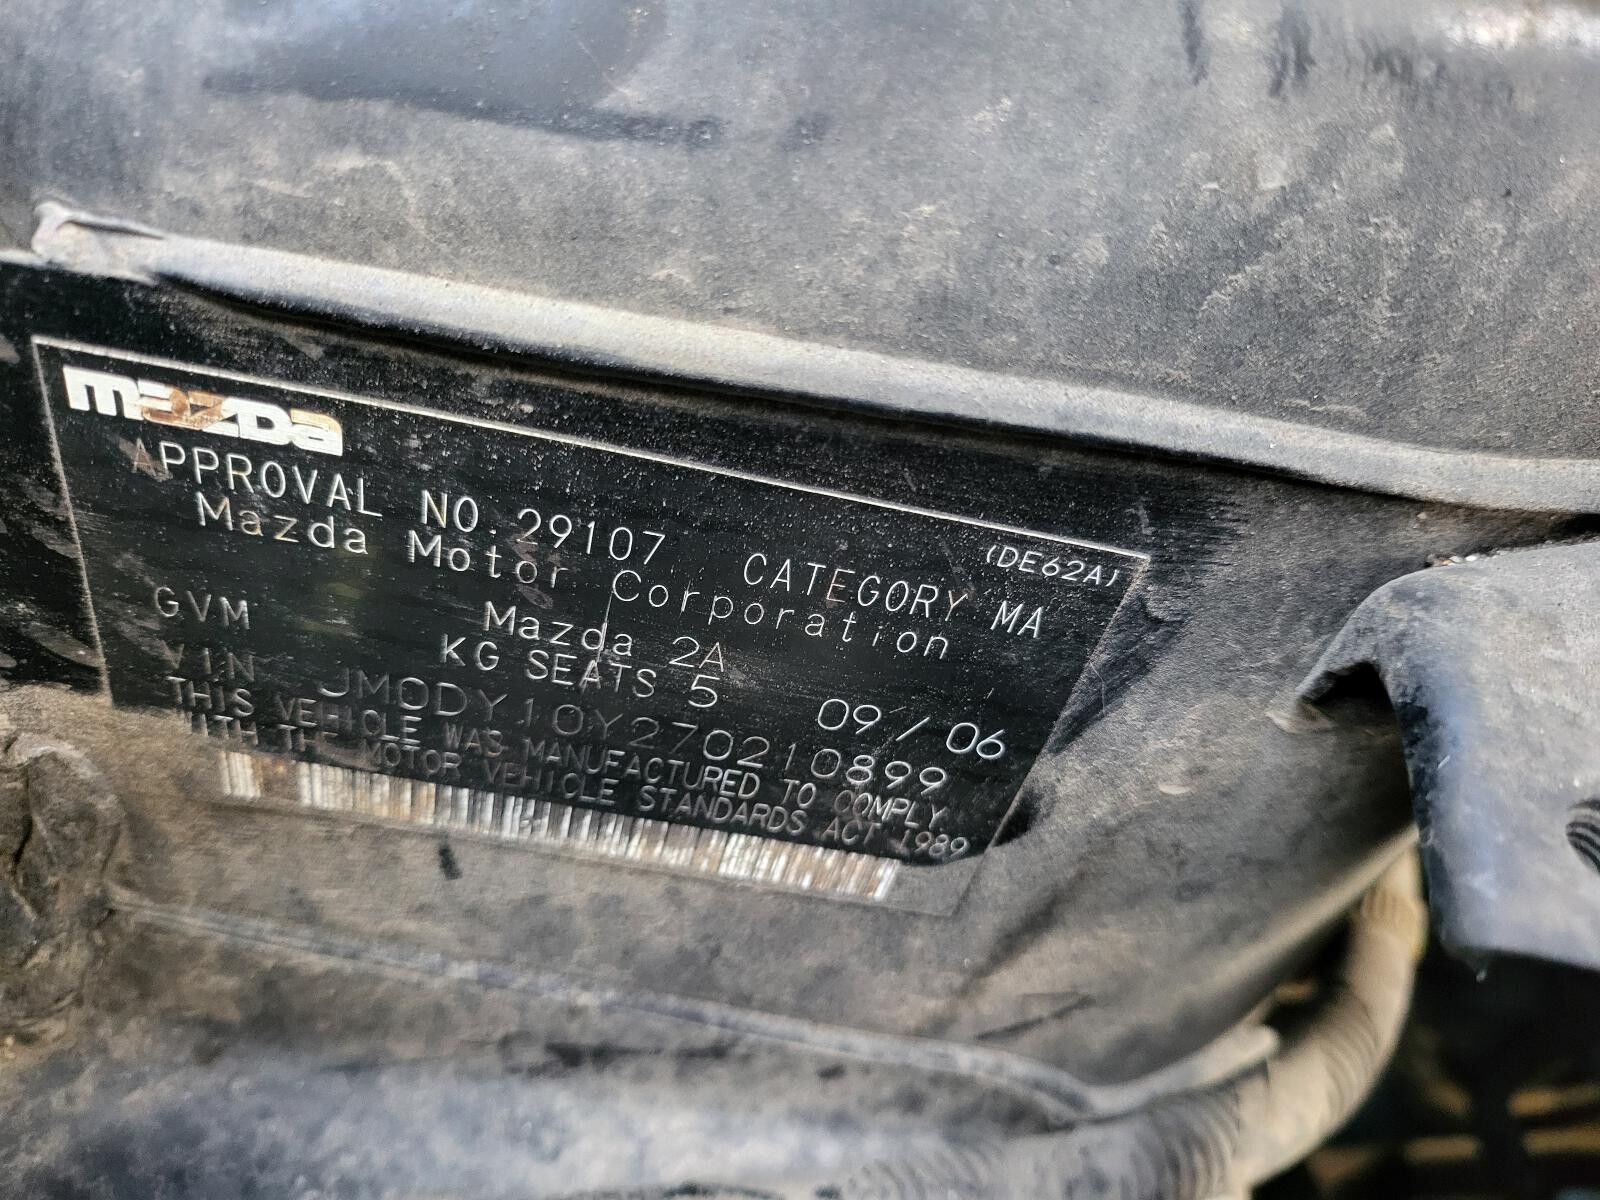 mazda
(DE62A)
APPROVAL NO. 29107 CATEGORY MA
Mazda Motor Corporation
Mazda 2A
GVM KG SEATS 5 09/06
VIN JM0DY10Y270210899
THIS VEHICLE WAS MANUFACTURED TO COMPLY
WITH THE MOTOR VEHICLE STANDARDS ACT 1989